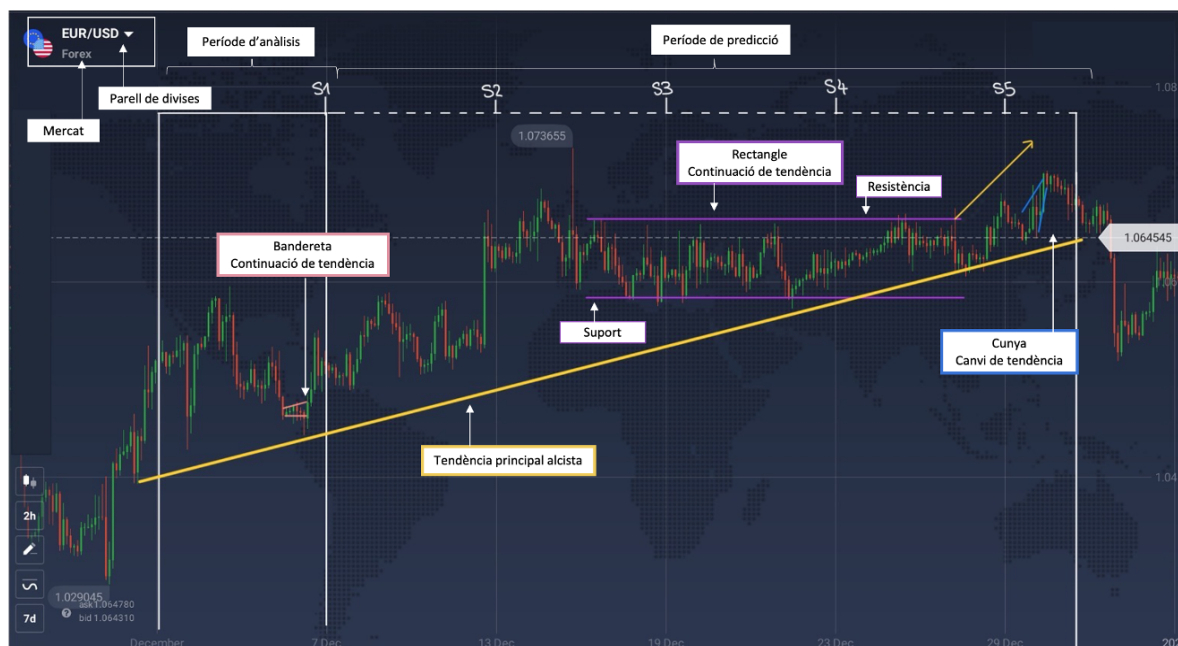 EUR/USD
Forex
Període d'anàlisis
Període de predicció
Parell de divises
Mercat
S1
S2
S3
S4
S5
1.08
1.073655
Rectangle
Continuació de tendència
Resistència
Bandereta
Continuació de tendència
1.064545
Suport
Cunya
Canvi de tendència
Tendència principal alcista
1.04
2h
7d
1.029045
ask1.064780
bid 1.064310
December
7 Dec
13 Dec
19 Dec
23 Dec
29 Dec